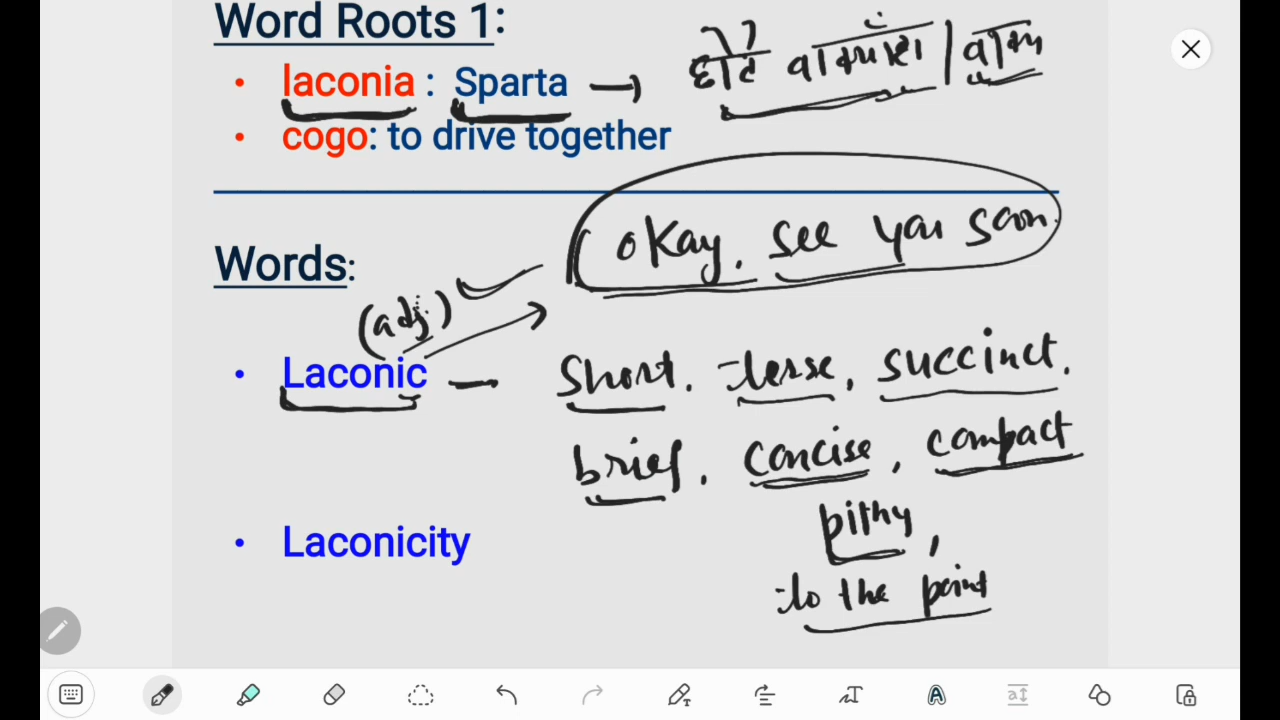 Word Roots 1:
• laconia : Sparta →
• cogo: to drive together
okay. see you soon.
Words:
(adj.)
• Laconic — short. terse, succinct.
brief, concise, compact
pithy,
to the point
• Laconicity